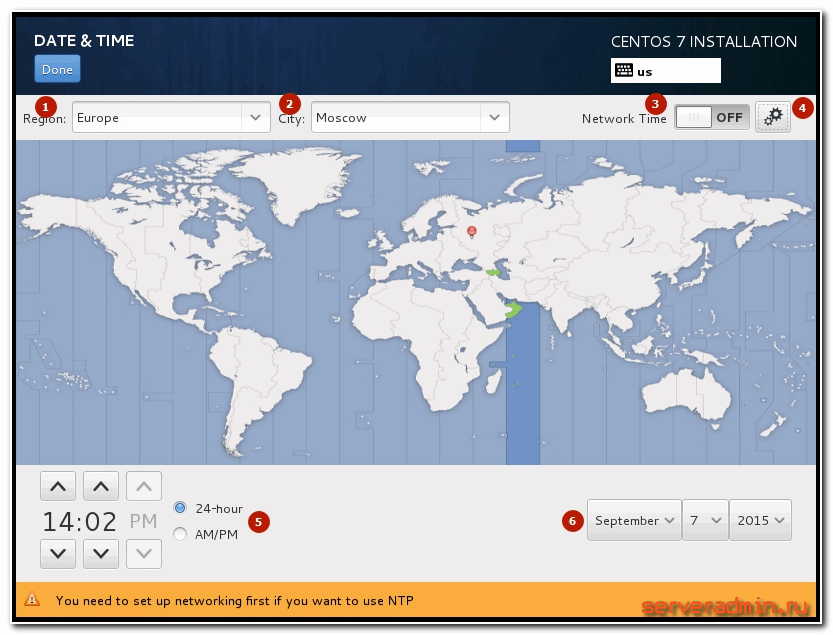 DATE & TIME
CENTOS 7 INSTALLATION
Done
us
1
2
3
4
Region:
Europe
City:
Moscow
Network Time
OFF
14:02
PM
24-hour
AM/PM
5
6
September
7
2015
You need to set up networking first if you want to use NTP
serveradmin.ru